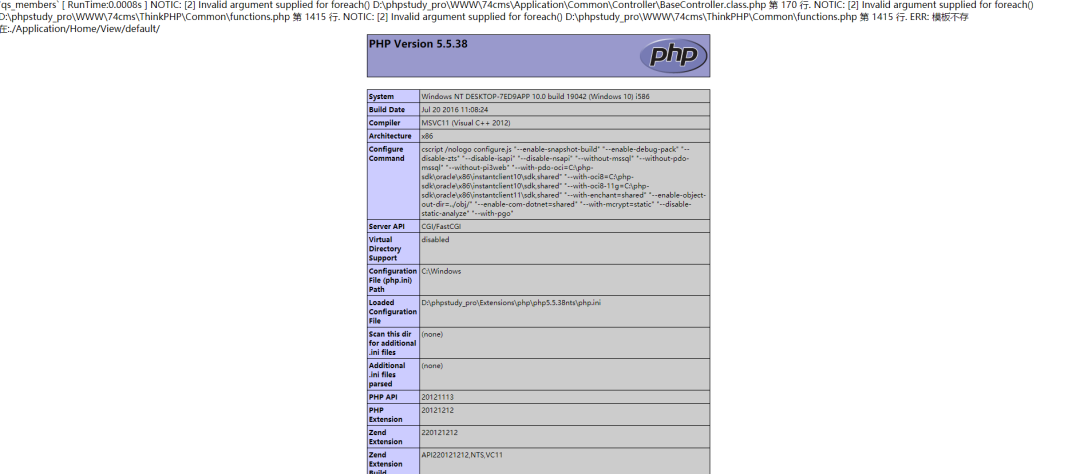 qs_members` [ RunTime:0.0008s ] NOTIC: [2] Invalid argument supplied for foreach() D:\phpstudy_pro\WWW\74cms\Application\Common\Controller\BaseController.class.php 第 170 行. NOTIC: [2] Invalid argument supplied for foreach()
D:\phpstudy_pro\WWW\74cms\ThinkPHP\Common\functions.php 第 1415 行. NOTIC: [2] Invalid argument supplied for foreach() D:\phpstudy_pro\WWW\74cms\ThinkPHP\Common\functions.php 第 1415 行. ERR: 模板不存
在:./Application/Home/View/default/
PHP Version 5.5.38
php
System Windows NT DESKTOP-7ED9APP 10.0 build 19042 (Windows 10) i586
Build Date Jul 20 2016 11:08:24
Compiler MSVC11 (Visual C++ 2012)
Architecture x86
Configure cscript /nologo configure.js "--enable-snapshot-build" "--enable-debug-pack" "--
Command disable-zts" "--disable-isapi" "--disable-nsapi" "--without-mssql" "--without-pdo-
mssql" "--without-pi3web" "--with-pdo-oci=C:\php-
sdk\oracle\x86\instantclient10\sdk,shared" "--with-oci8=C:\php-
sdk\oracle\x86\instantclient10\sdk,shared" "--with-oci8-11g=C:\php-
sdk\oracle\x86\instantclient11\sdk,shared" "--with-enchant=shared" "--enable-object-
out-dir=../obj/" "--enable-com-dotnet=shared" "--with-mcrypt=static" "--disable-
static-analyze" "--with-pgo"
Server API CGI/FastCGI
Virtual disabled
Directory
Support
Configuration C:\Windows
File (php.ini)
Path
Loaded D:\phpstudy_pro\Extensions\php\php5.5.38nts\php.ini
Configuration
File
Scan this dir (none)
for additional
.ini files
Additional (none)
.ini files
parsed
PHP API 20121113
PHP 20121212
Extension
Zend 220121212
Extension
Zend API220121212,NTS,VC11
Extension
Build